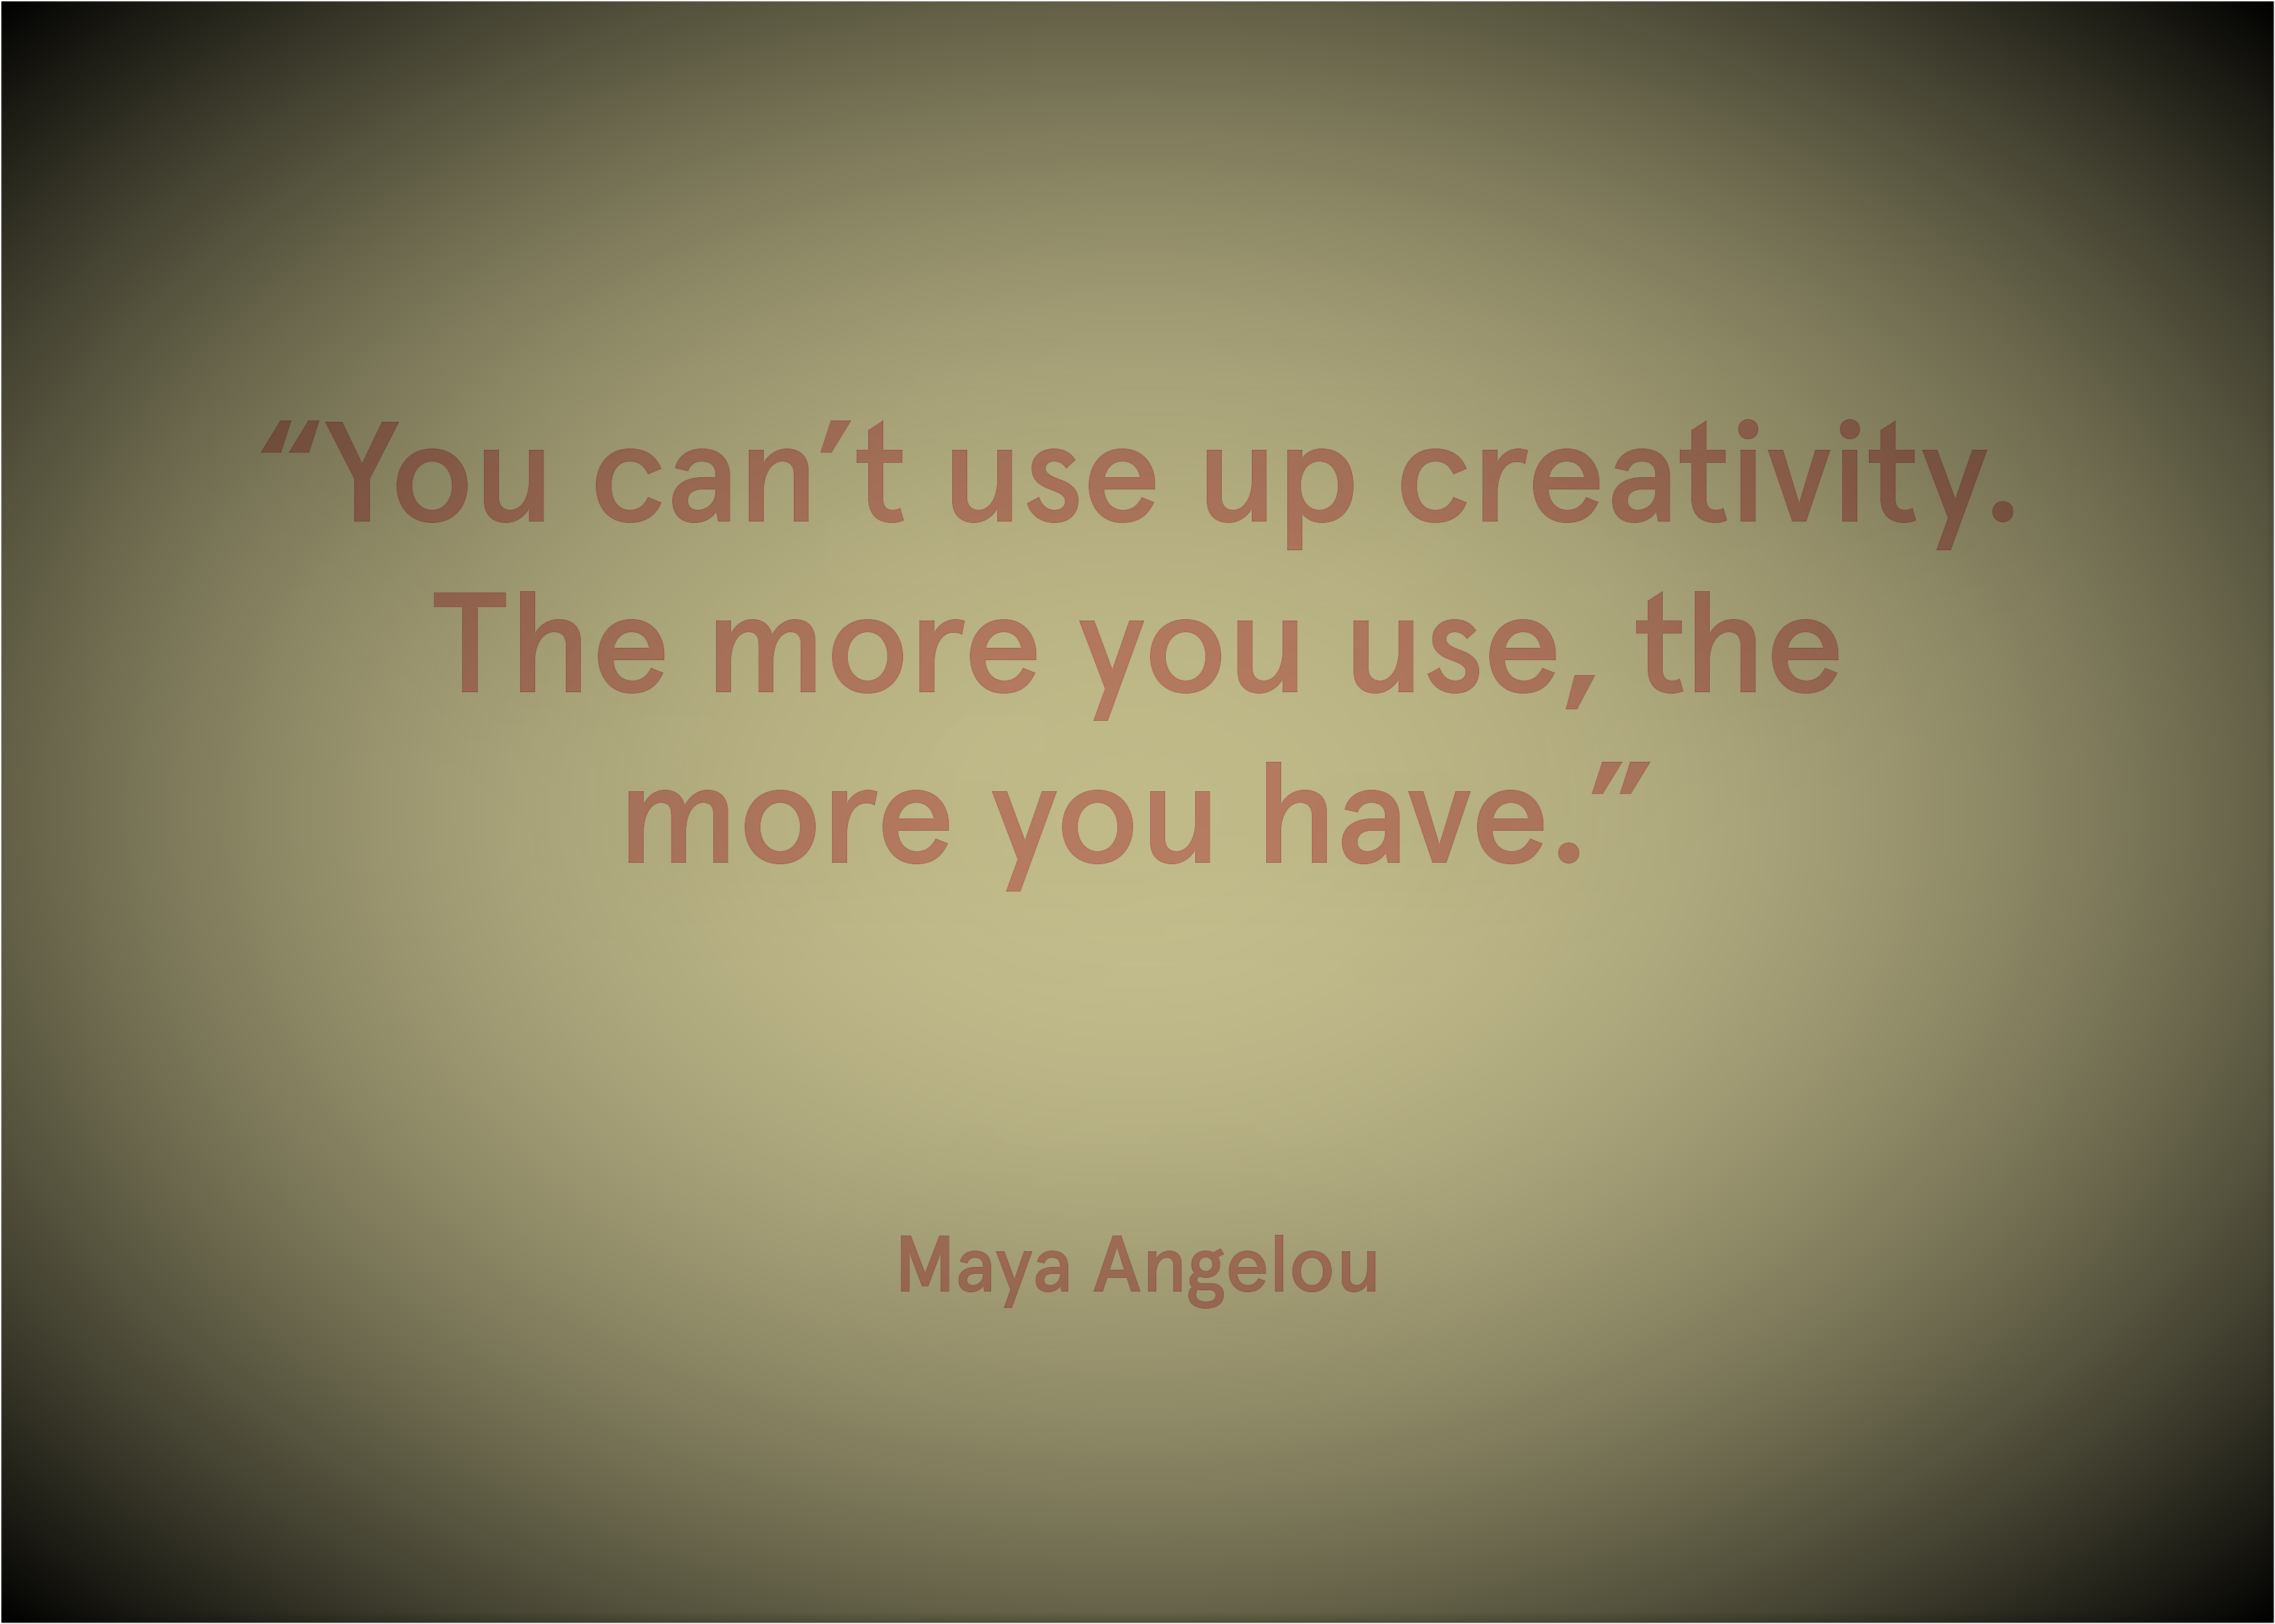 “You can’t use up creativity.
The more you use, the
more you have.”
Maya Angelou